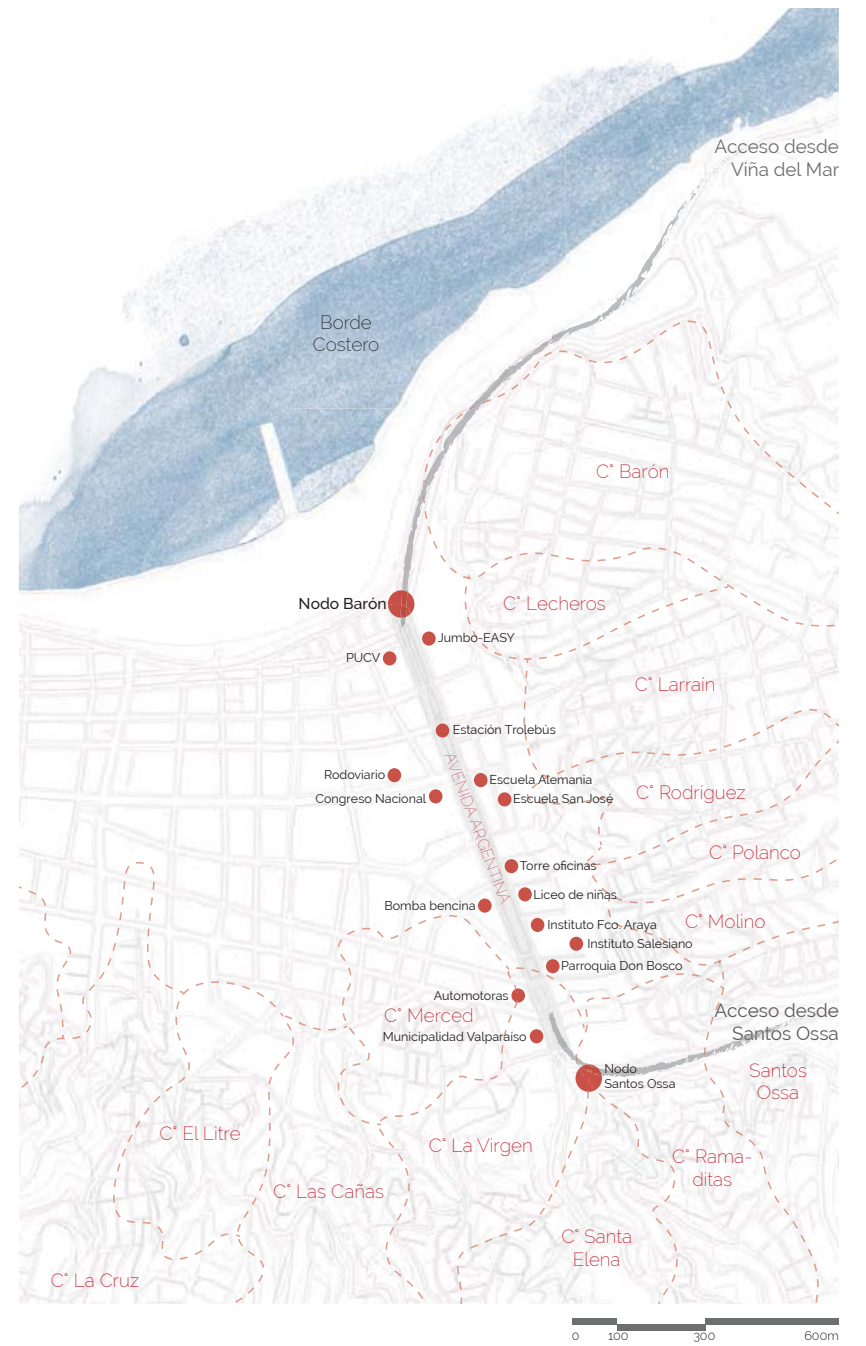 Acceso desde
Viña del Mar
Borde
Costero
C° Barón
Nodo Barón
C° Lecheros
Jumbo-EASY
PUCV
C° Larraín
Estación Trolebús
AVENIDA ARGENTINA
Rodoviario
Escuela Alemania
Congreso Nacional
Escuela San José
C° Rodríguez
C° Polanco
Torre oficinas
Liceo de niñas
Bomba bencina
C° Molino
Instituto Fco. Araya
Instituto Salesiano
Parroquia Don Bosco
Automotoras
C° Merced
Acceso desde
Santos Ossa
Municipalidad Valparaíso
Nodo
Santos Ossa
Santos
Ossa
C° El Litre
C° La Virgen
C° Rama-
ditas
C° Las Cañas
C° Santa
Elena
C° La Cruz
0 100 300 600m